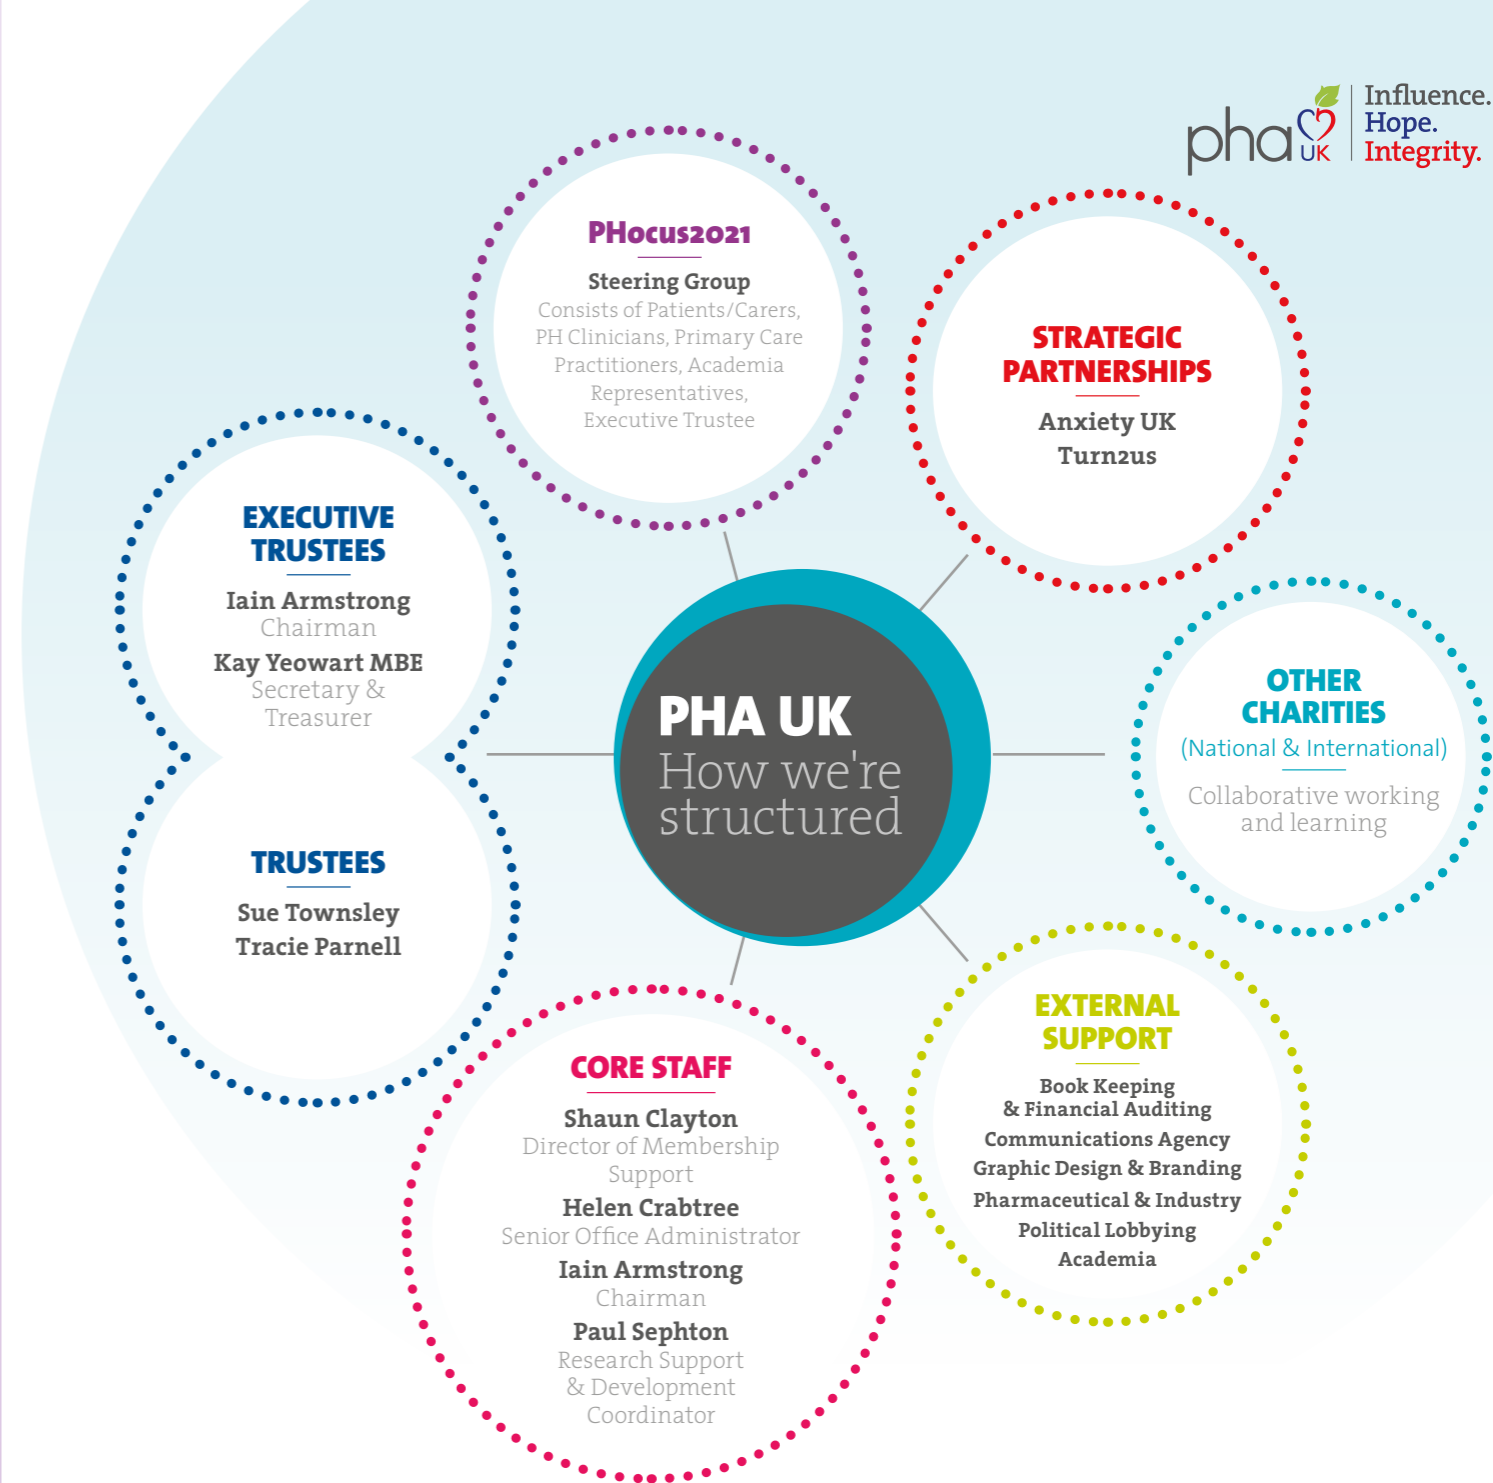 pha UK
Influence.
Hope.
Integrity.
PHocus2021
Steering Group
Consists of Patients/Carers,
PH Clinicians, Primary Care
Practitioners, Academia
Representatives,
Executive Trustee
STRATEGIC
PARTNERSHIPS
Anxiety UK
Turn2us
EXECUTIVE
TRUSTEES
Iain Armstrong
Chairman
Kay Yeowart MBE
Secretary &
Treasurer
PHA UK
How we're
structured
OTHER
CHARITIES
(National & International)
Collaborative working
and learning
TRUSTEES
Sue Townsley
Tracie Parnell
CORE STAFF
Shaun Clayton
Director of Membership
Support
Helen Crabtree
Senior Office Administrator
Iain Armstrong
Chairman
Paul Sephton
Research Support
& Development
Coordinator
EXTERNAL
SUPPORT
Book Keeping
& Financial Auditing
Communications Agency
Graphic Design & Branding
Pharmaceutical & Industry
Political Lobbying
Academia